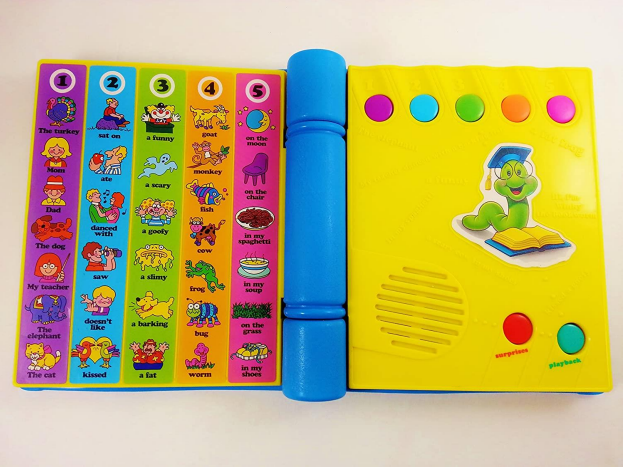 1
The turkey
Mom
Dad
The dog
My teacher
The
elephant
The cat
2
sat on
ate
danced
with
saw
doesn't
like
kissed
3
a funny
a scary
a goofy
a slimy
a barking
a fat
4
goat
monkey
fish
cow
frog
bug
worm
5
on the
moon
on the
chair
in my
spaghetti
in my
soup
on the
grass
in my
shoes
surprises
playback